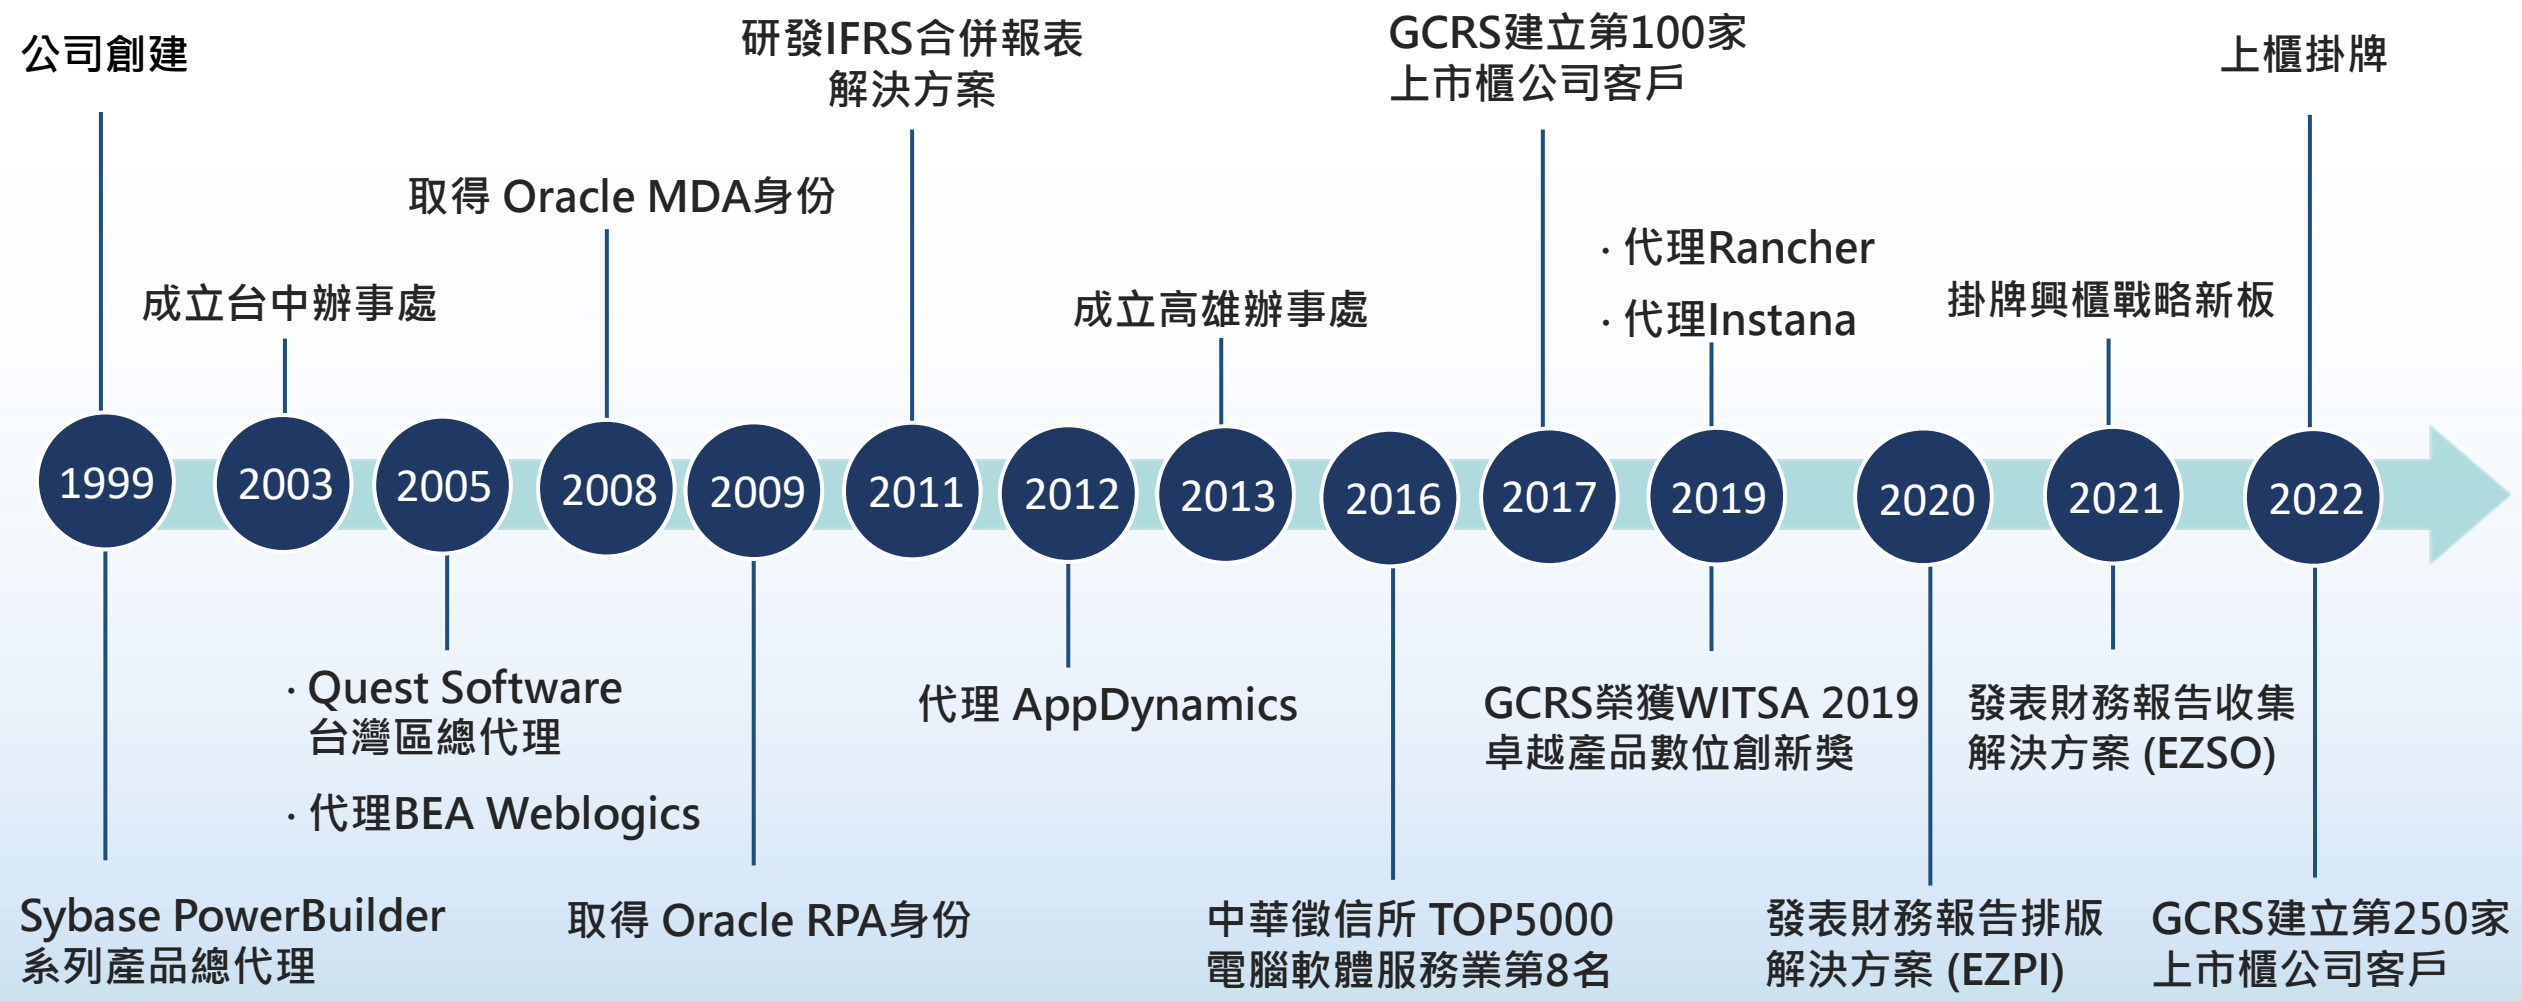 公司創建
研發IFRS合併報表
解決方案
GCRS建立第100家
上市櫃公司客戶
上櫃掛牌
取得 Oracle MDA身份
· 代理Rancher
· 代理Instana
成立台中辦事處
成立高雄辦事處
掛牌興櫃戰略新板
1999
2003
2005
2008
2009
2011
2012
2013
2016
2017
2019
2020
2021
2022
· Quest Software
台灣區總代理
· 代理BEA Weblogics
代理 AppDynamics
GCRS榮獲WITSA 2019
卓越產品數位創新獎
發表財務報告收集
解決方案 (EZSO)
Sybase PowerBuilder
系列產品總代理
取得 Oracle RPA身份
中華徵信所 TOP5000
電腦軟體服務業第8名
發表財務報告排版
解決方案 (EZPI)
GCRS建立第250家
上市櫃公司客戶